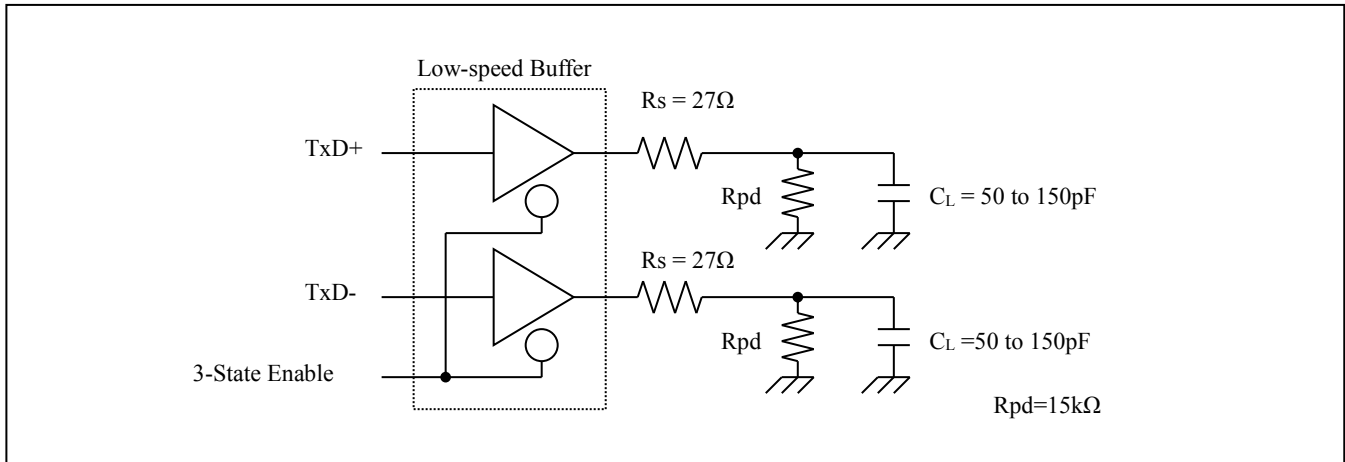 Low-speed Buffer
Rs = 27Ω
TxD+
Rpd
CL = 50 to 150pF
Rs = 27Ω
TxD-
Rpd
CL =50 to 150pF
3-State Enable
Rpd=15kΩ